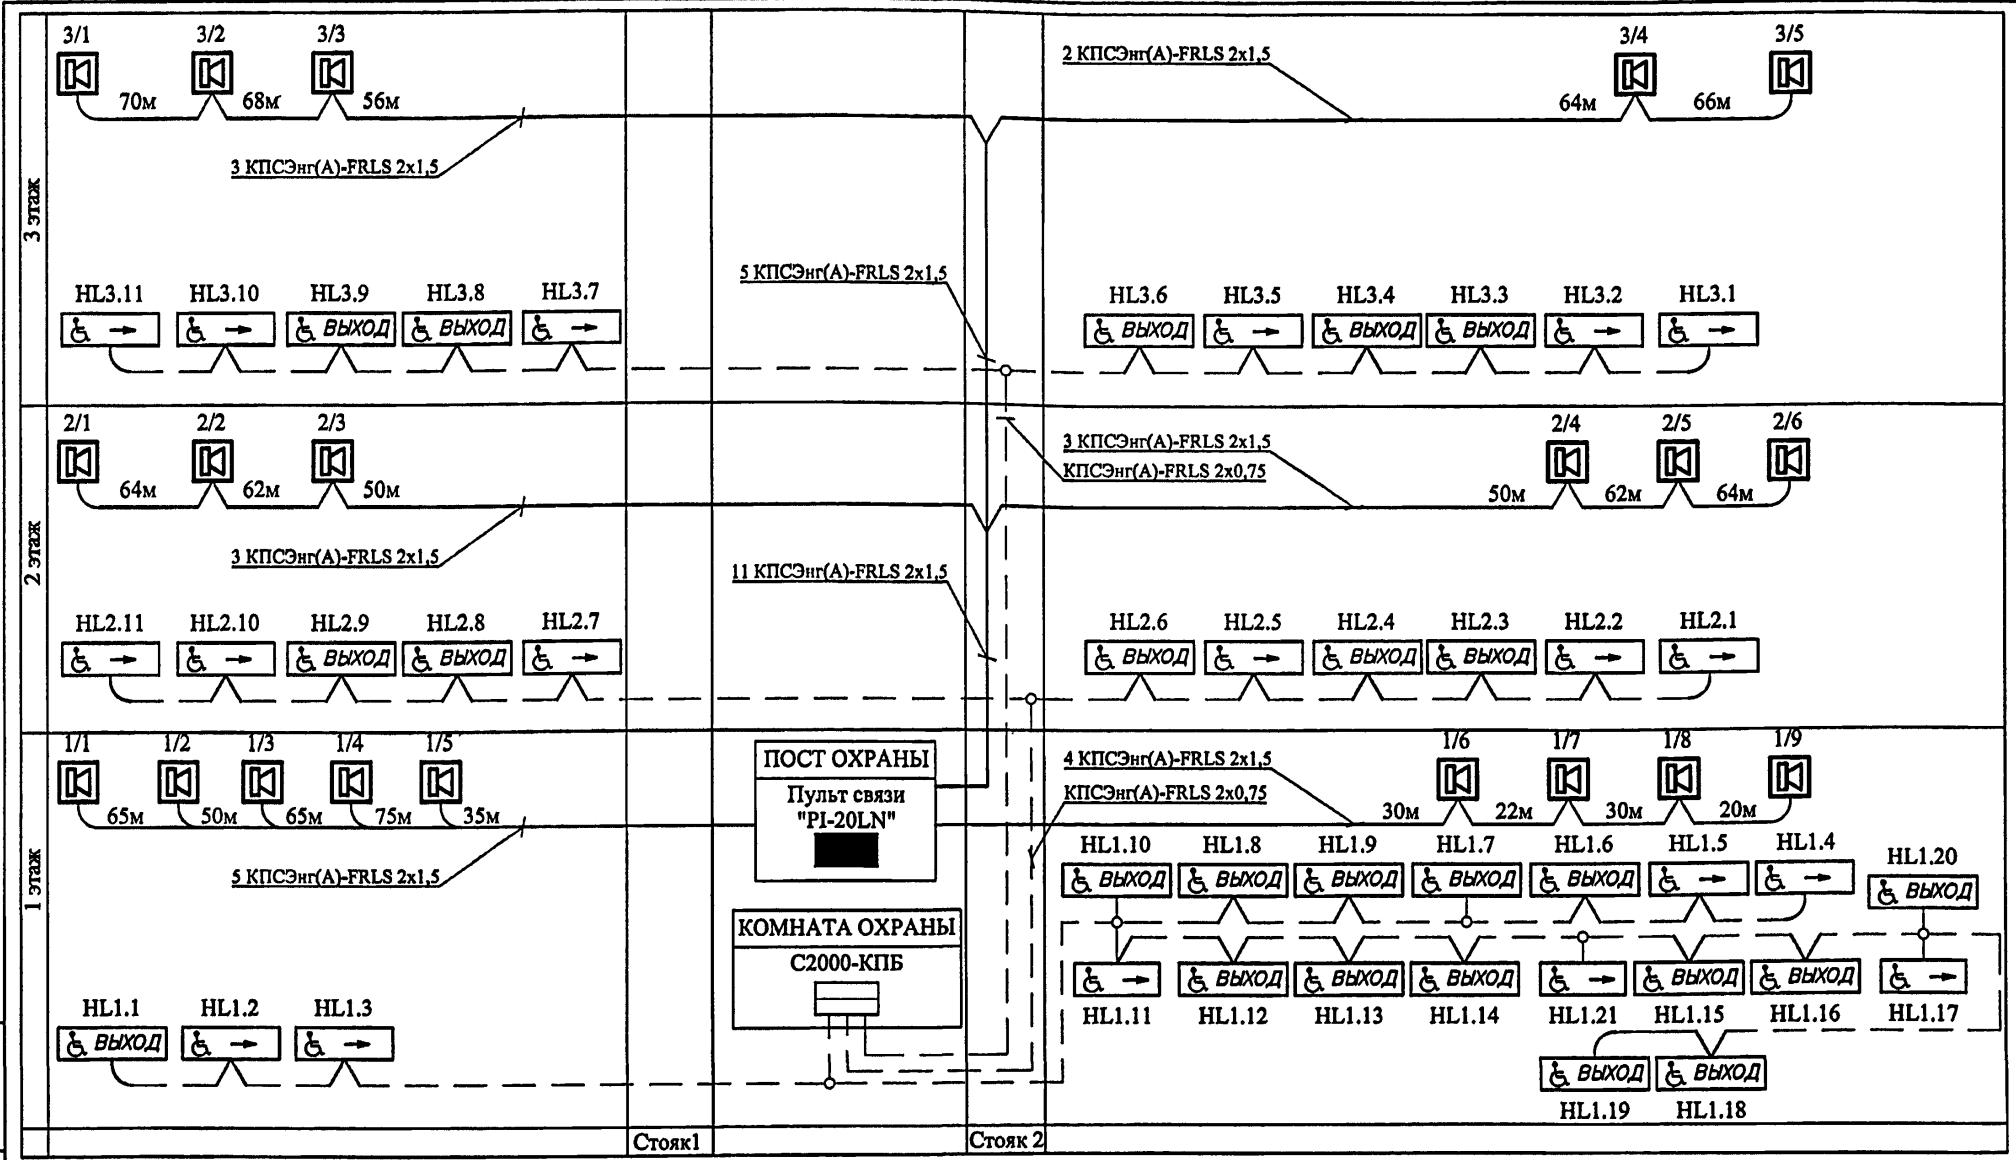 3/1 3/2 3/3 3/4 3/5
2 КПСЭнг(А)-FRLS 2x1,5
70м 68м 56м 64м 66м
3 КПСЭнг(А)-FRLS 2x1,5
3 этаж
5 КПСЭнг(А)-FRLS 2x1,5
HL3.11 HL3.10 HL3.9 HL3.8 HL3.7 HL3.6 HL3.5 HL3.4 HL3.3 HL3.2 HL3.1
ВЫХОД ВЫХОД ВЫХОД ВЫХОД ВЫХОД
2/1 2/2 2/3 2/4 2/5 2/6
3 КПСЭнг(А)-FRLS 2x1,5
КПСЭнг(А)-FRLS 2x0,75
64м 62м 50м 50м 62м 64м
3 КПСЭнг(А)-FRLS 2x1,5
2 этаж
11 КПСЭнг(А)-FRLS 2x1,5
HL2.11 HL2.10 HL2.9 HL2.8 HL2.7 HL2.6 HL2.5 HL2.4 HL2.3 HL2.2 HL2.1
ВЫХОД ВЫХОД ВЫХОД ВЫХОД ВЫХОД
1/1 1/2 1/3 1/4 1/5 1/6 1/7 1/8 1/9
ПОСТ ОХРАНЫ
Пульт связи
"PI-20LN"
4 КПСЭнг(А)-FRLS 2x1,5
КПСЭнг(А)-FRLS 2x0,75
65м 50м 65м 75м 35м 30м 22м 30м 20м
5 КПСЭнг(А)-FRLS 2x1,5
1 этаж
HL1.10 HL1.8 HL1.9 HL1.7 HL1.6 HL1.5 HL1.4 HL1.20
ВЫХОД ВЫХОД ВЫХОД ВЫХОД ВЫХОД ВЫХОД
КОМНАТА ОХРАНЫ
С2000-КПБ
ВЫХОД ВЫХОД ВЫХОД ВЫХОД ВЫХОД
HL1.11 HL1.12 HL1.13 HL1.14 HL1.21 HL1.15 HL1.16 HL1.17
HL1.1 HL1.2 HL1.3
ВЫХОД
ВЫХОД ВЫХОД
HL1.19 HL1.18
Стояк1 Стояк 2